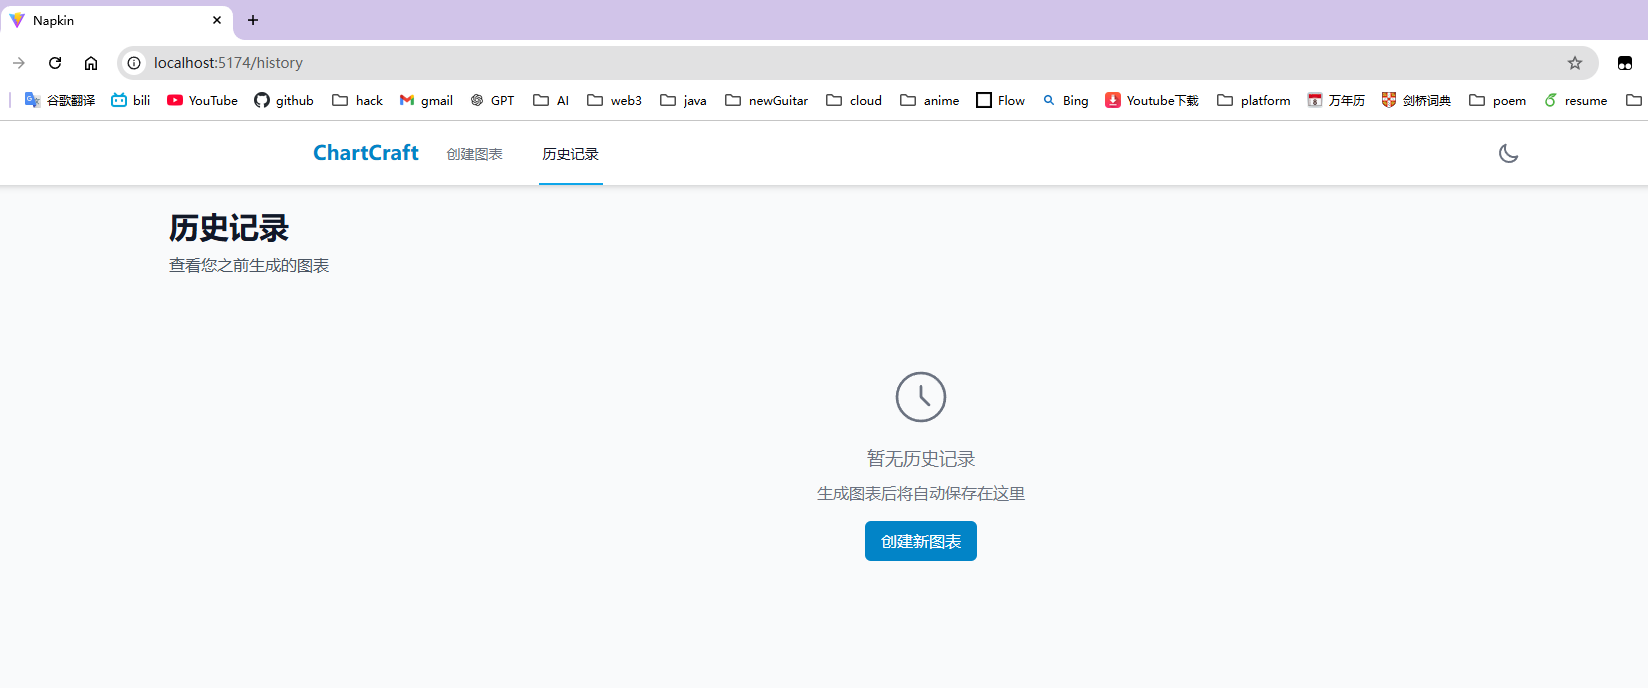 Napkin
localhost:5174/history
谷歌翻译 bili YouTube github hack gmail GPT AI web3 java newGuitar cloud anime Flow Bing Youtube下载 platform 万年历 剑桥词典 poem resume
ChartCraft 创建图表 历史记录
历史记录
查看您之前生成的图表
暂无历史记录
生成图表后将自动保存在这里
创建新图表